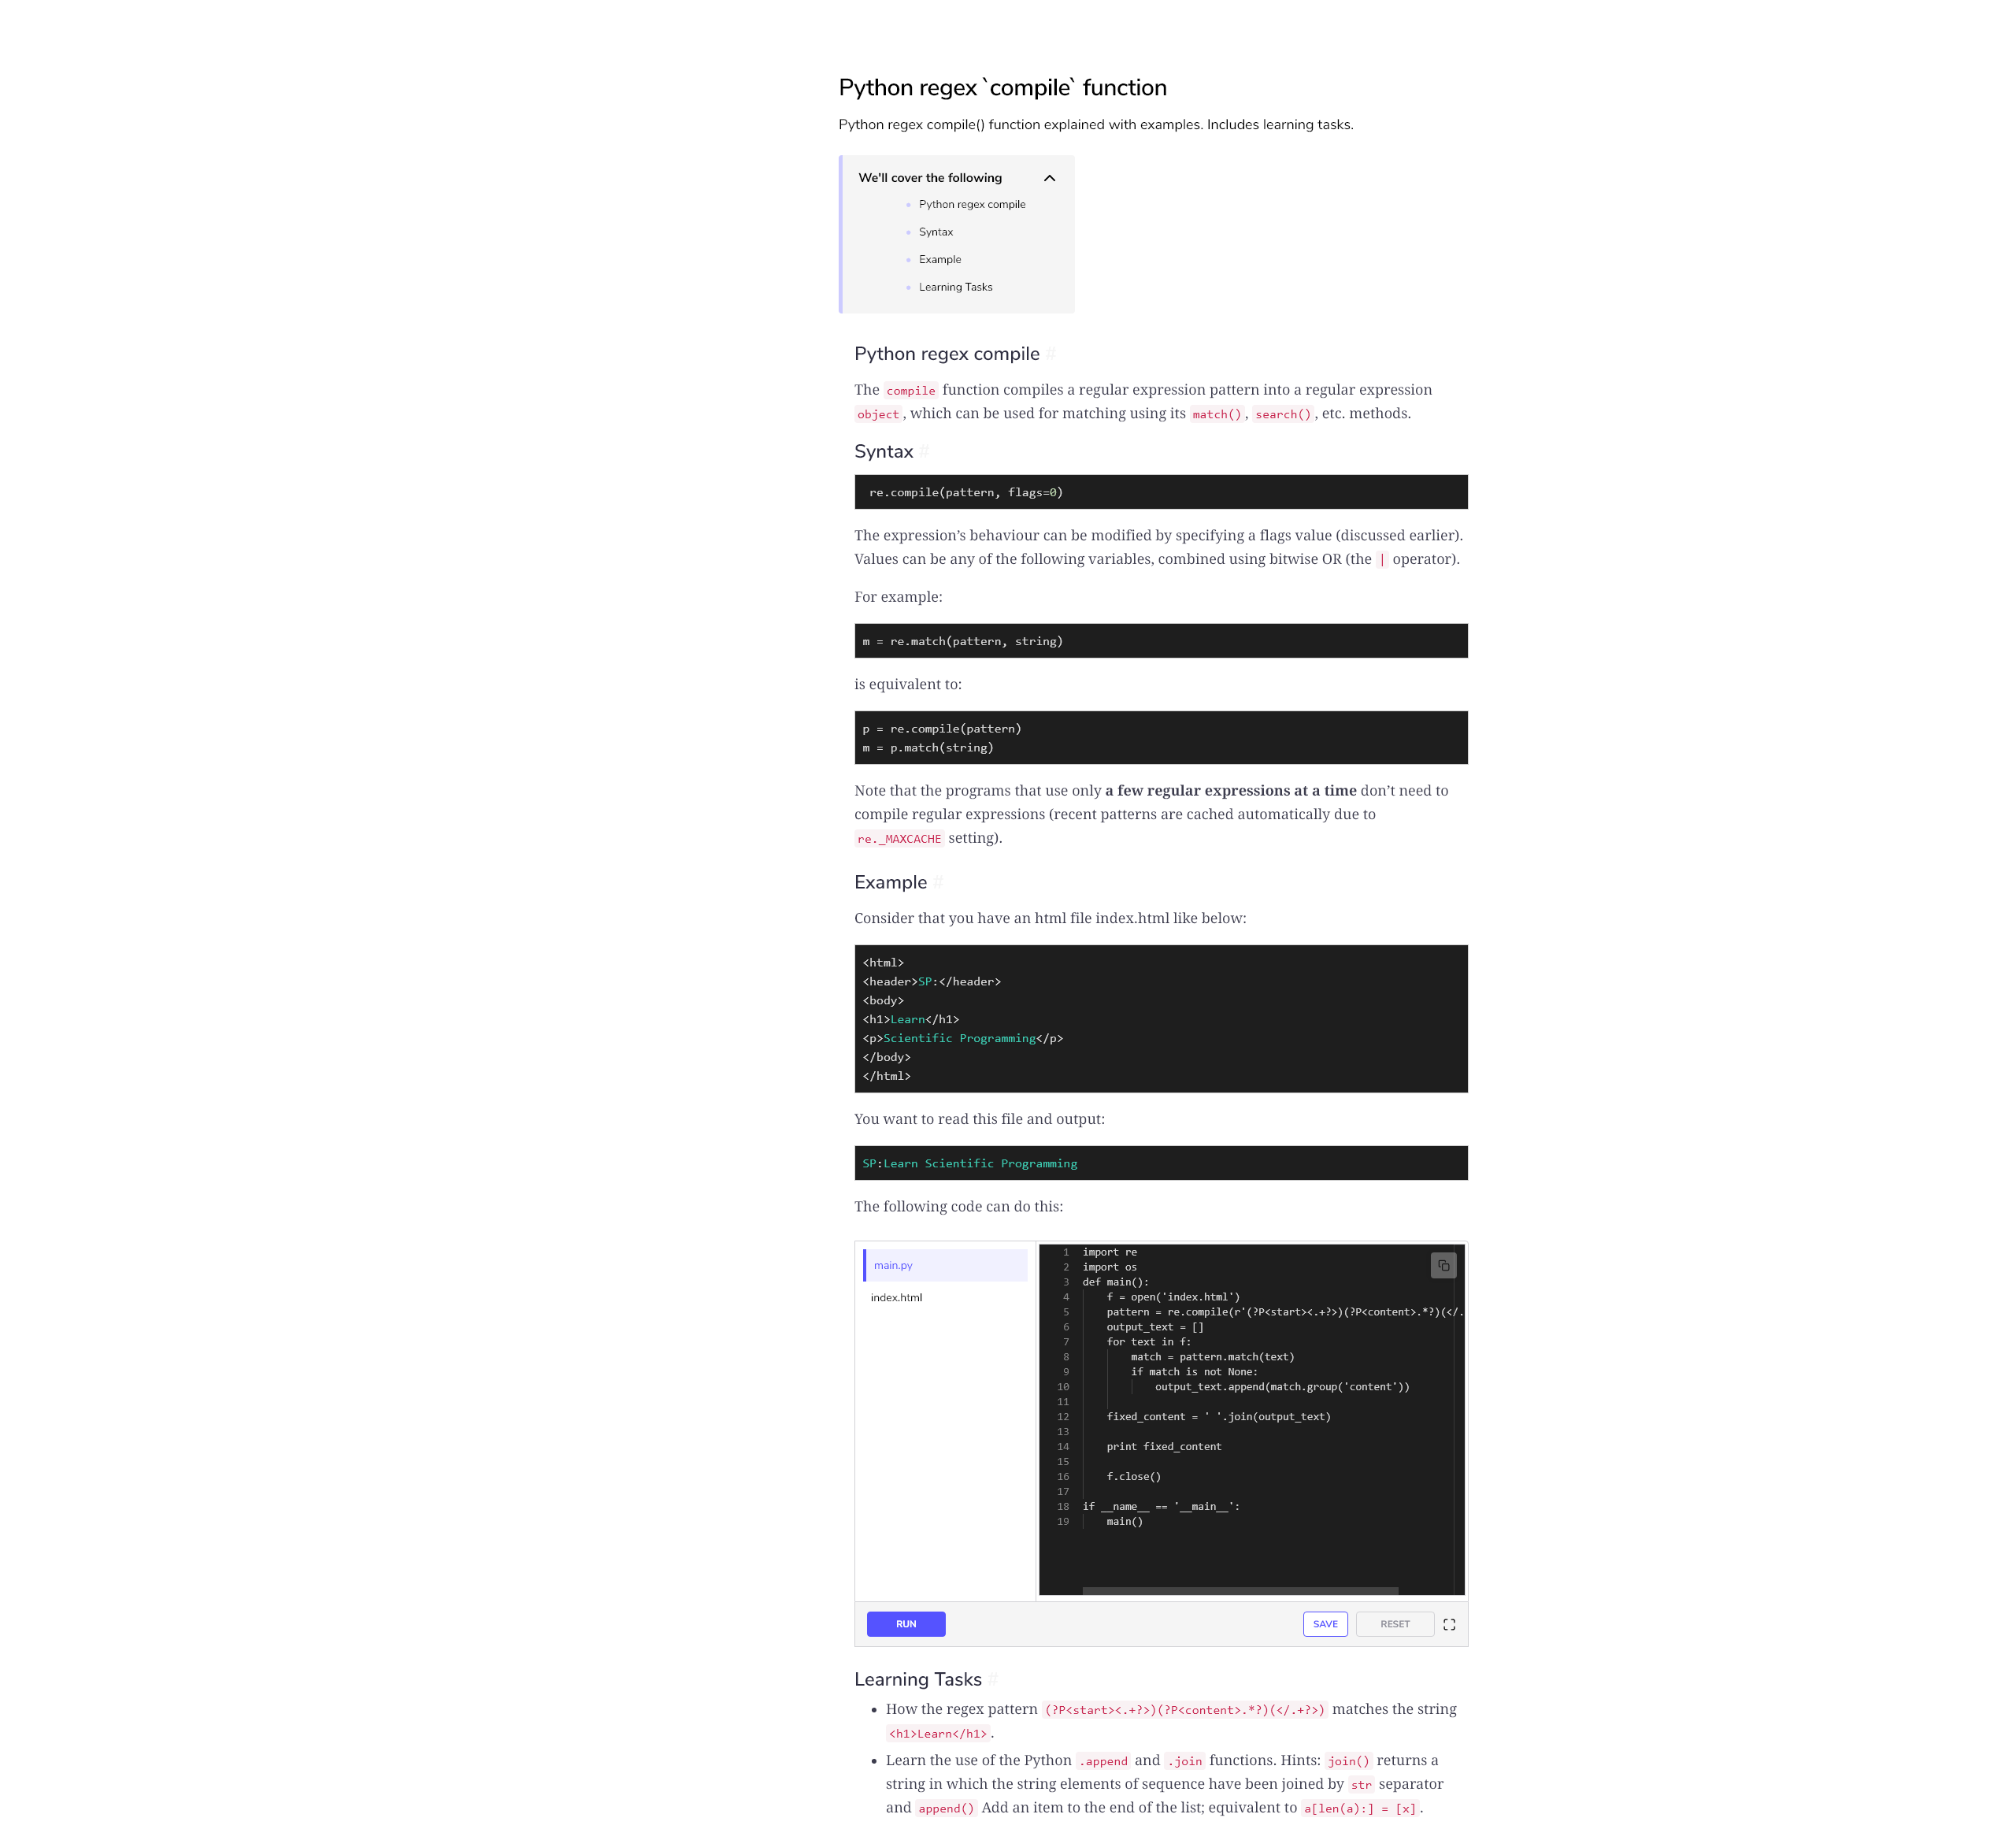 Python regex `compile` function
Python regex compile() function explained with examples. Includes learning tasks.
We'll cover the following
Python regex compile
Syntax
Example
Learning Tasks
Python regex compile #
The compile function compiles a regular expression pattern into a regular expression
object, which can be used for matching using its match(), search(), etc. methods.
Syntax #
re.compile(pattern, flags=0)
The expression’s behaviour can be modified by specifying a flags value (discussed earlier).
Values can be any of the following variables, combined using bitwise OR (the | operator).
For example:
m = re.match(pattern, string)
is equivalent to:
p = re.compile(pattern)
m = p.match(string)
Note that the programs that use only a few regular expressions at a time don’t need to
compile regular expressions (recent patterns are cached automatically due to
re._MAXCACHE setting).
Example #
Consider that you have an html file index.html like below:
<html>
<header>SP:</header>
<body>
<h1>Learn</h1>
<p>Scientific Programming</p>
</body>
</html>
You want to read this file and output:
SP:Learn Scientific Programming
The following code can do this:
main.py
index.html
1 import re
2 import os
3 def main():
4     f = open('index.html')
5     pattern = re.compile(r'(?P<start><.+?>)(?P<content>.*?)(</.
6     output_text = []
7     for text in f:
8         match = pattern.match(text)
9         if match is not None:
10             output_text.append(match.group('content'))
11
12     fixed_content = ' '.join(output_text)
13
14     print fixed_content
15
16     f.close()
17
18 if __name__ == '__main__':
19     main()
RUN
SAVE
RESET
Learning Tasks #
How the regex pattern (?P<start><.+?>)(?P<content>.*?)(</.+?>) matches the string
<h1>Learn</h1>.
Learn the use of the Python .append and .join functions. Hints: join() returns a
string in which the string elements of sequence have been joined by str separator
and append() Add an item to the end of the list; equivalent to a[len(a):] = [x].